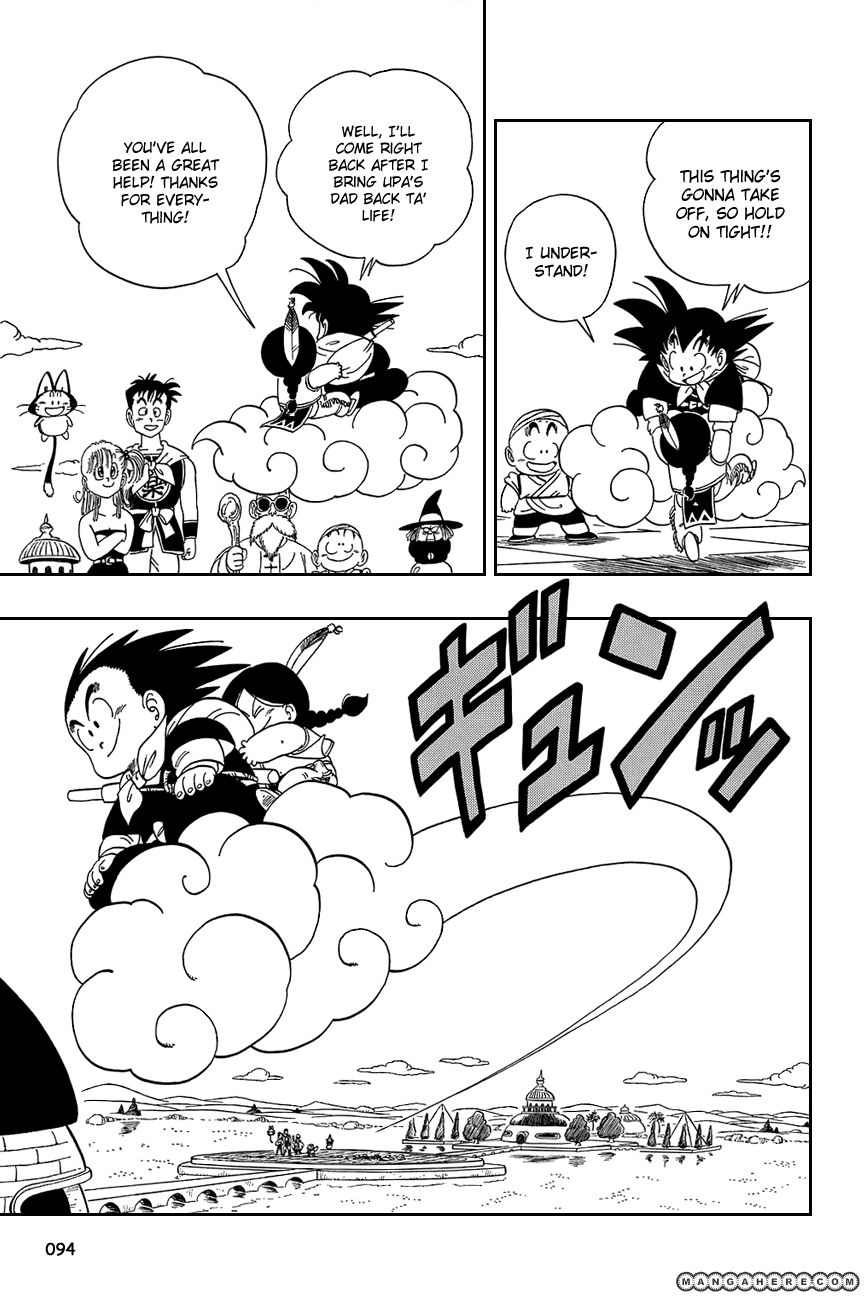 THIS THING'S
GONNA TAKE
OFF, SO HOLD
ON TIGHT!!
I UNDER-
STAND!
WELL, I'LL
COME RIGHT
BACK AFTER I
BRING UPA'S
DAD BACK TA'
LIFE!
YOU'VE ALL
BEEN A GREAT
HELP! THANKS
FOR EVERY-
THING!
ギュンッ
094
MANGAHERE.COM